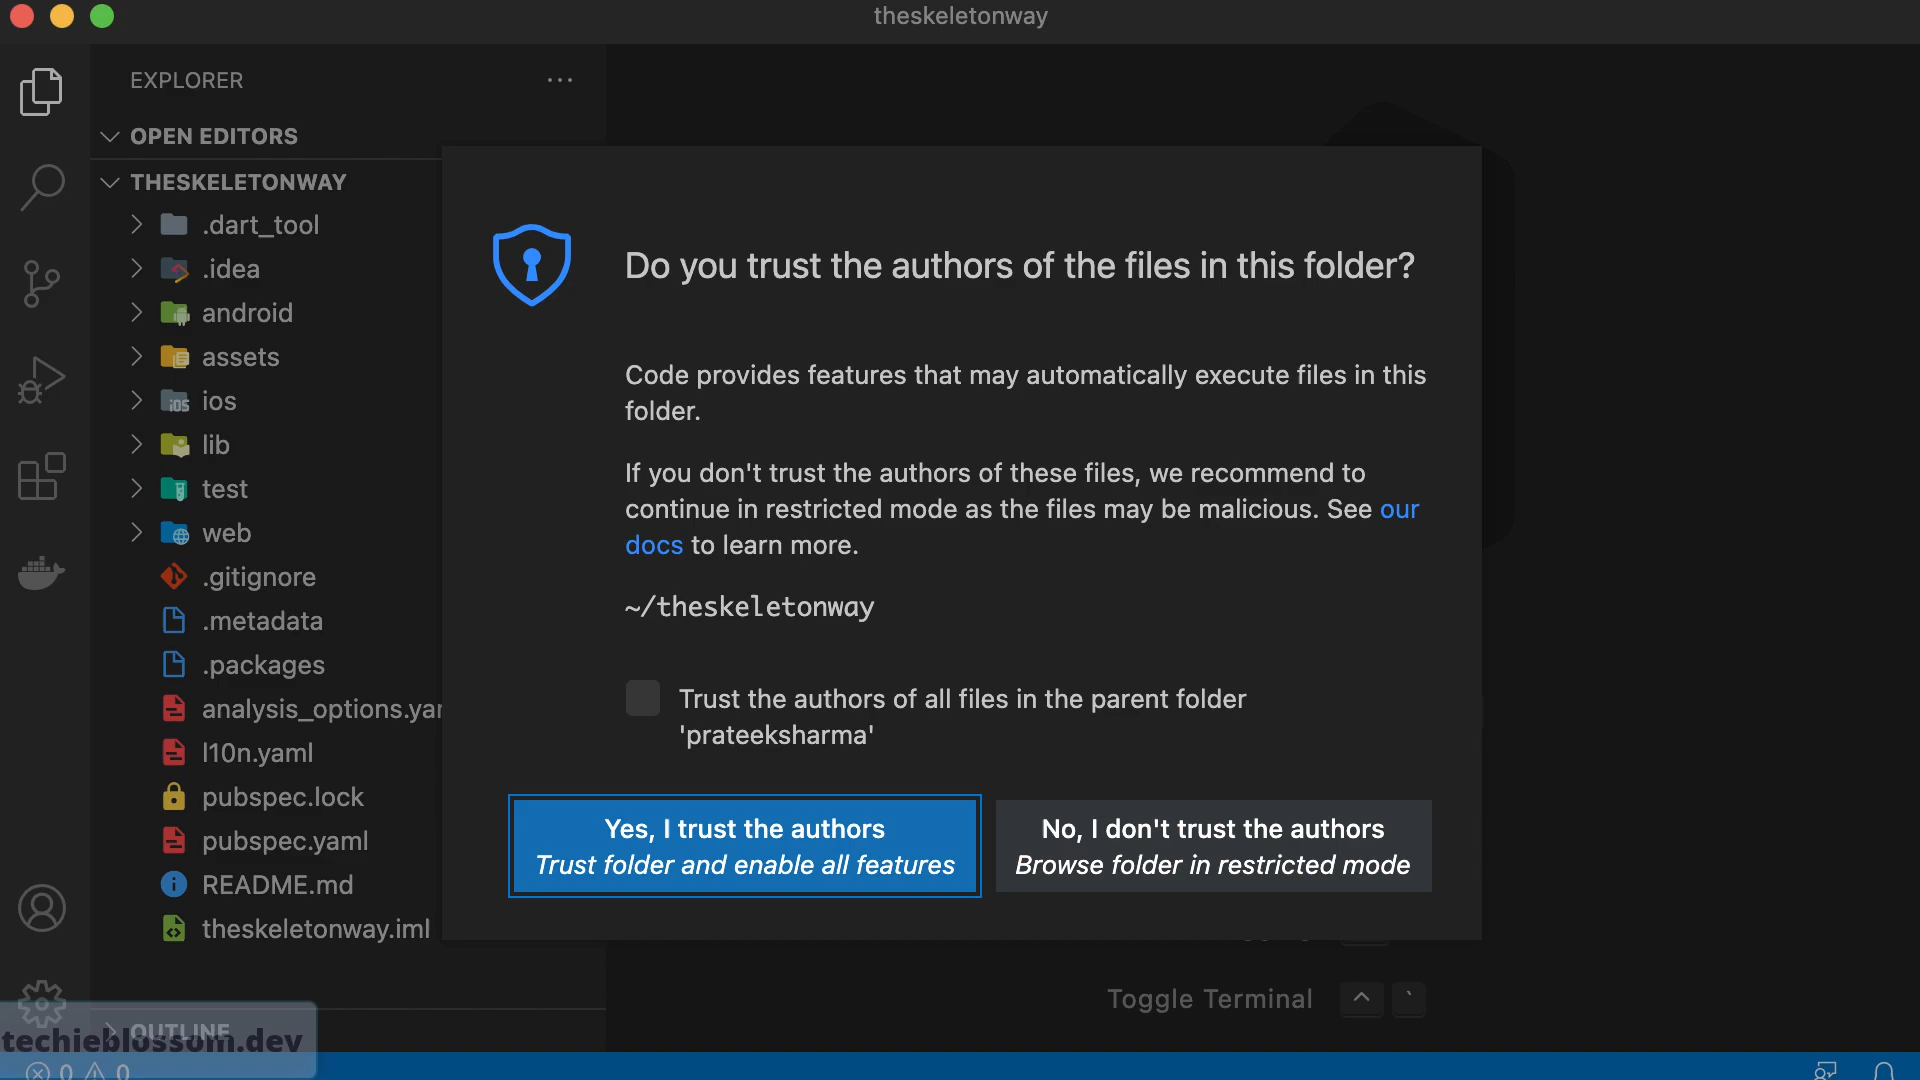 theskeletonway
EXPLORER
OPEN EDITORS
THESKELETONWAY
.dart_tool
.idea
android
assets
ios
lib
test
web
.gitignore
.metadata
.packages
analysis_options.ya
l10n.yaml
pubspec.lock
pubspec.yaml
README.md
theskeletonway.iml
OUTLINE
techieblossom.dev
0 0
Do you trust the authors of the files in this folder?
Code provides features that may automatically execute files in this
folder.
If you don't trust the authors of these files, we recommend to
continue in restricted mode as the files may be malicious. See our
docs to learn more.
~/theskeletonway
Trust the authors of all files in the parent folder
'prateeksharma'
Yes, I trust the authors
Trust folder and enable all features
No, I don't trust the authors
Browse folder in restricted mode
Toggle Terminal ^ `